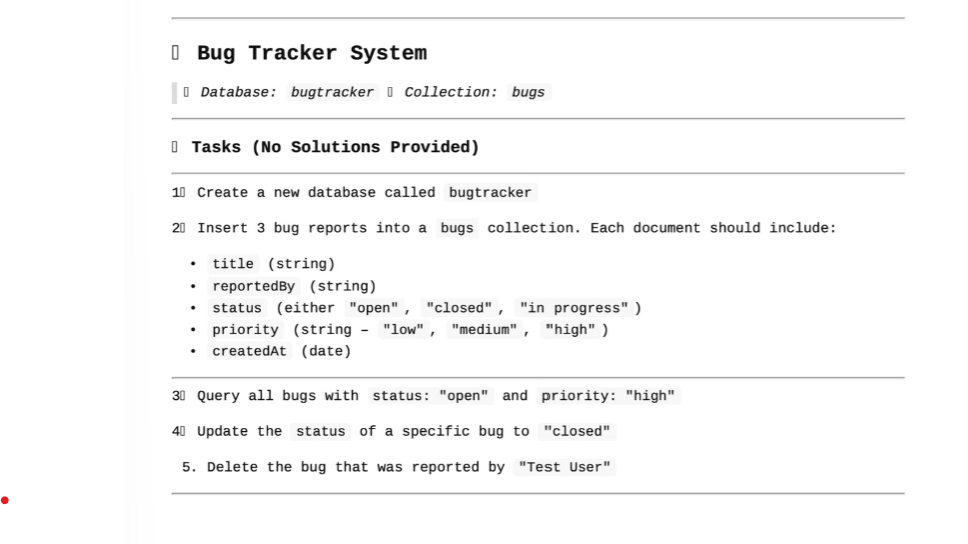 Bug Tracker System
Database: bugtracker Collection: bugs
Tasks (No Solutions Provided)
1 Create a new database called bugtracker
2 Insert 3 bug reports into a bugs collection. Each document should include:
• title (string)
• reportedBy (string)
• status (either "open", "closed", "in progress")
• priority (string – "low", "medium", "high")
• createdAt (date)
3 Query all bugs with status: "open" and priority: "high"
4 Update the status of a specific bug to "closed"
5. Delete the bug that was reported by "Test User"